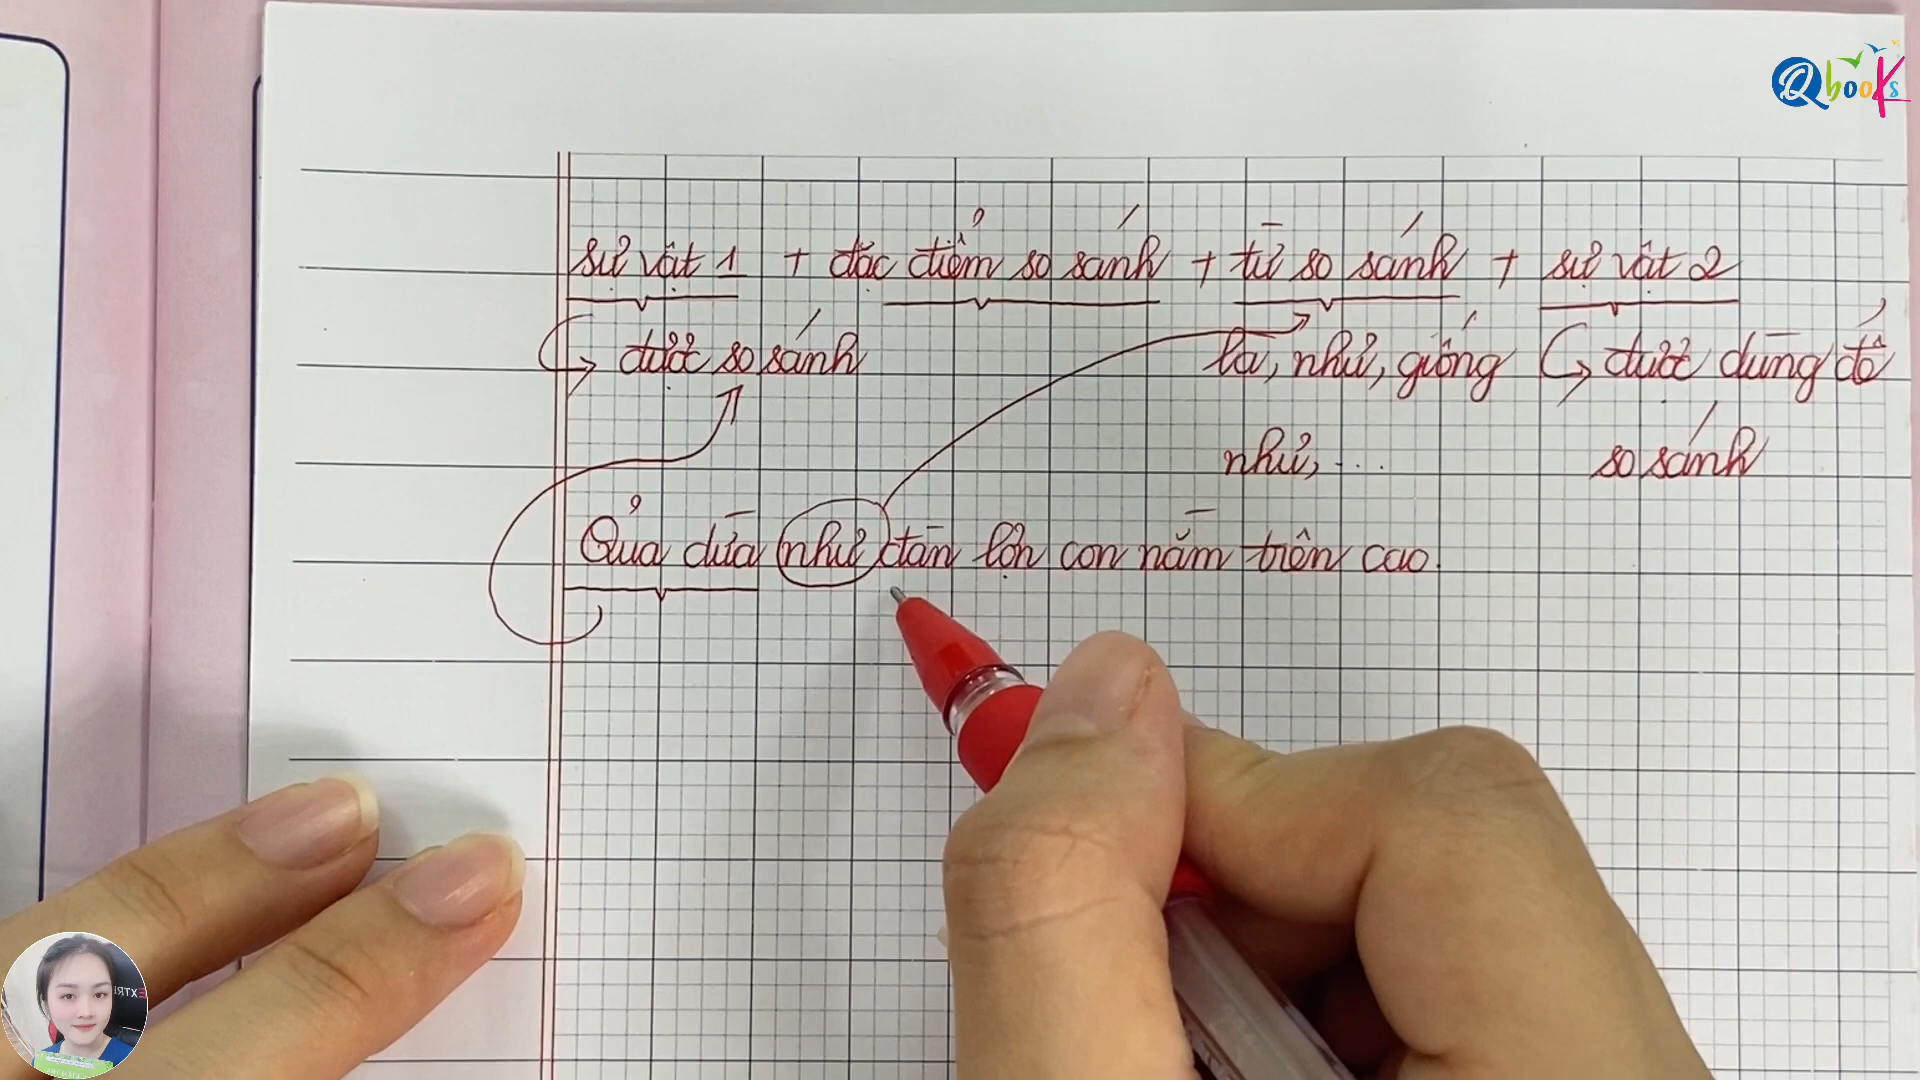 Qbooks
sự vật 1 + đặc điểm so sánh + từ so sánh + sự vật 2
được so sánh là, như, giống được dùng để
như, ... so sánh
Quả dừa như đàn lợn con nằm trên cao.